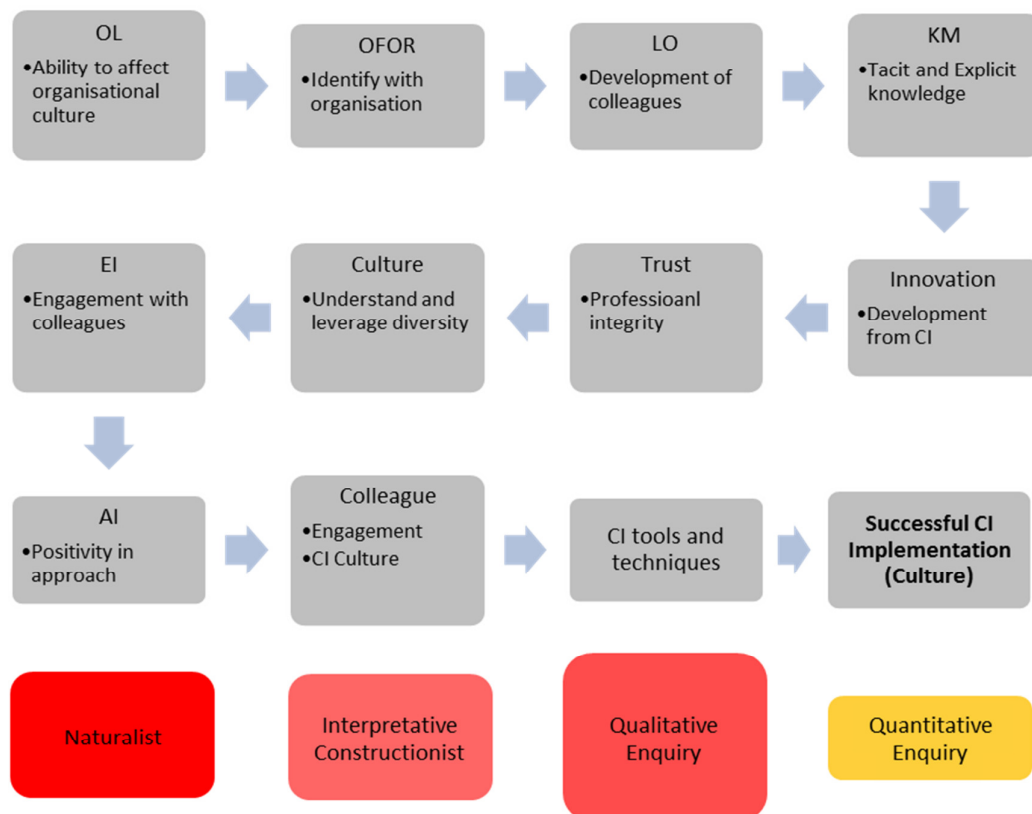 OL
•Ability to affect
organisational
culture
OFOR
•Identify with
organisation
LO
•Development of
colleagues
KM
•Tacit and Explicit
knowledge
EI
•Engagement with
colleagues
Culture
•Understand and
leverage diversity
Trust
•Professioanl
integrity
Innovation
•Development
from CI
AI
•Positivity in
approach
Colleague
•Engagement
•CI Culture
CI tools and
techniques
Successful CI
Implementation
(Culture)
Naturalist
Interpretative
Constructionist
Qualitative
Enquiry
Quantitative
Enquiry